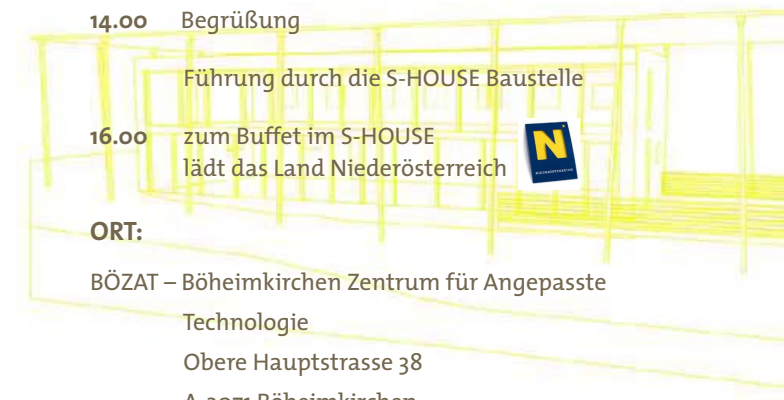 14.00 Begrüßung
Führung durch die S-HOUSE Baustelle
16.00 zum Buffet im S-HOUSE
lädt das Land Niederösterreich
N
ORT:
BÖZAT – Böheimkirchen Zentrum für Angepasste
Technologie
Obere Hauptstrasse 38
Böheimkirchen